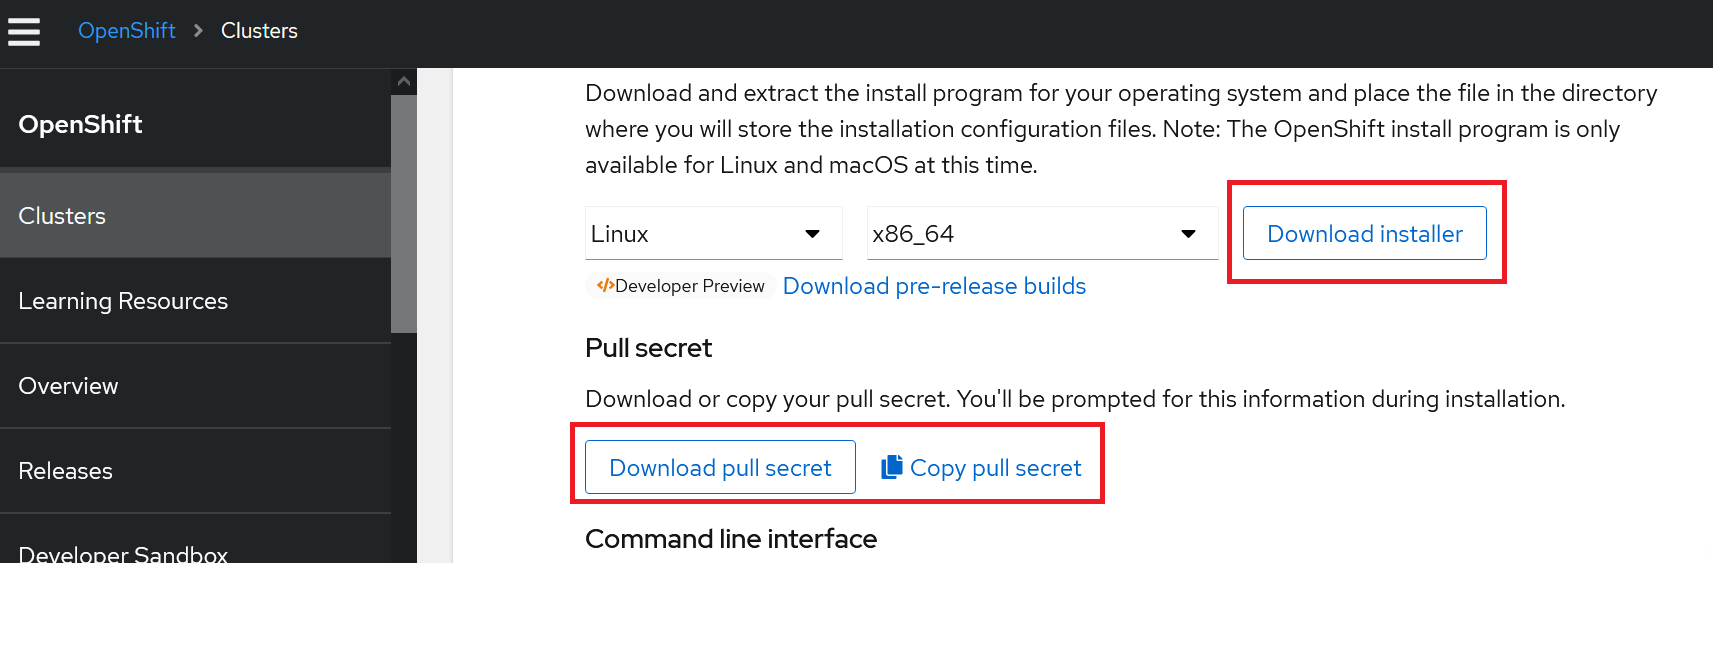 OpenShift > Clusters
OpenShift
Clusters
Learning Resources
Overview
Releases
Developer Sandbox
Download and extract the install program for your operating system and place the file in the directory
where you will store the installation configuration files. Note: The OpenShift install program is only
available for Linux and macOS at this time.
Linux x86_64 Download installer
</>Developer Preview Download pre-release builds
Pull secret
Download or copy your pull secret. You'll be prompted for this information during installation.
Download pull secret Copy pull secret
Command line interface